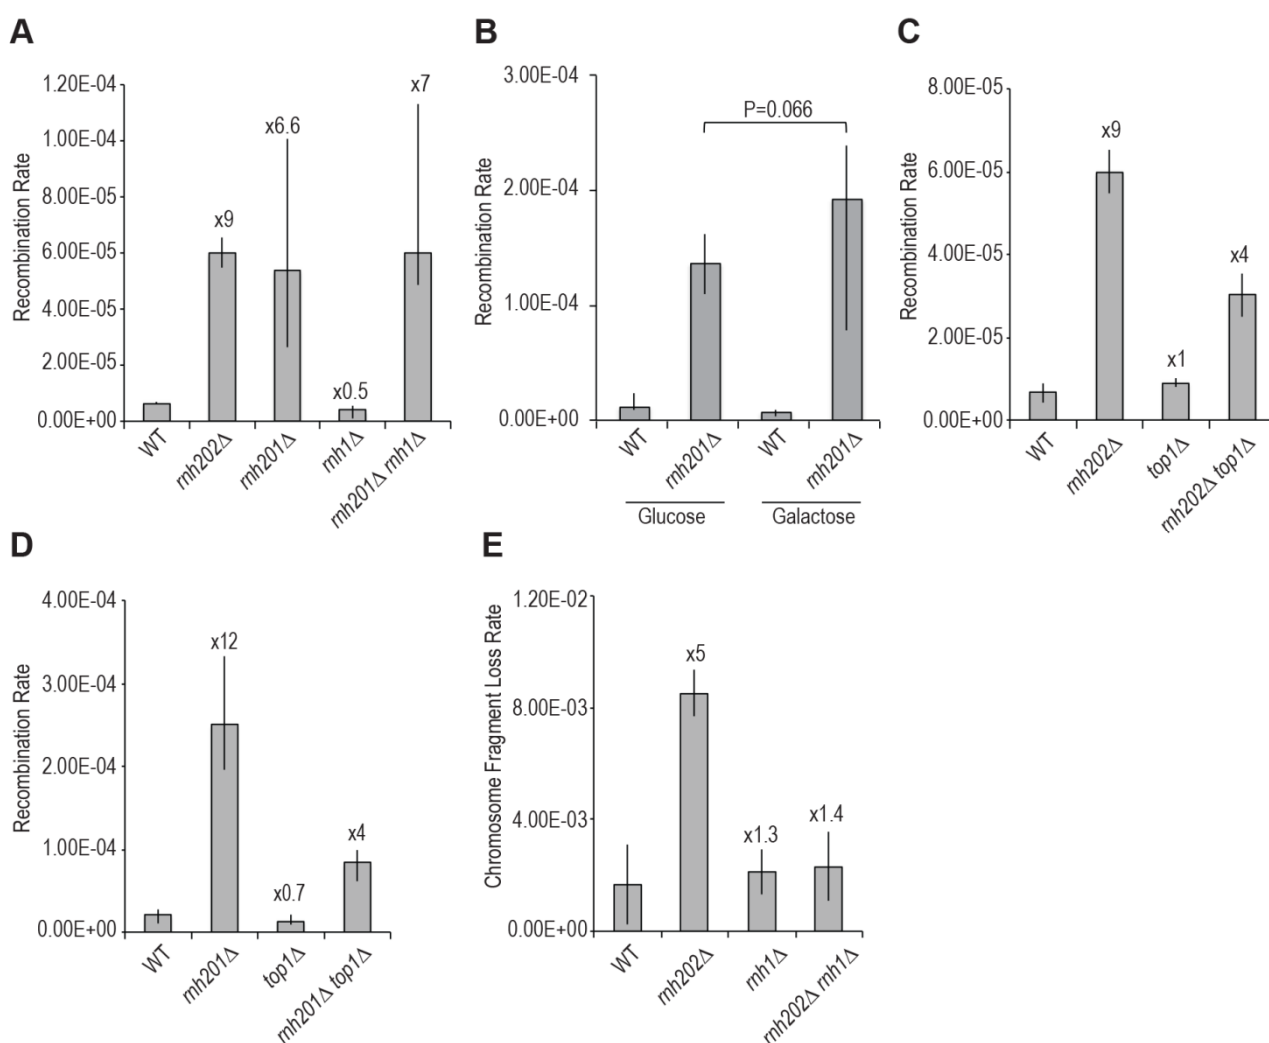 A
Recombination Rate
1.20E-04
1.00E-04
8.00E-05
6.00E-05
4.00E-05
2.00E-05
0.00E+00
x9
x6.6
x0.5
x7
WT
rnh202Δ
rnh201Δ
rnh1Δ
rnh201Δ rnh1Δ
B
Recombination Rate
3.00E-04
2.00E-04
1.00E-04
0.00E+00
P=0.066
WT
rnh201Δ
WT
rnh201Δ
Glucose
Galactose
C
Recombination Rate
8.00E-05
6.00E-05
4.00E-05
2.00E-05
0.00E+00
x9
x1
x4
WT
rnh202Δ
top1Δ
rnh202Δ top1Δ
D
Recombination Rate
4.00E-04
3.00E-04
2.00E-04
1.00E-04
0.00E+00
x12
x0.7
x4
WT
rnh201Δ
top1Δ
rnh201Δ top1Δ
E
Chromosome Fragment Loss Rate
1.20E-02
8.00E-03
4.00E-03
0.00E+00
x5
x1.3
x1.4
WT
rnh202Δ
rnh1Δ
rnh202Δ rnh1Δ